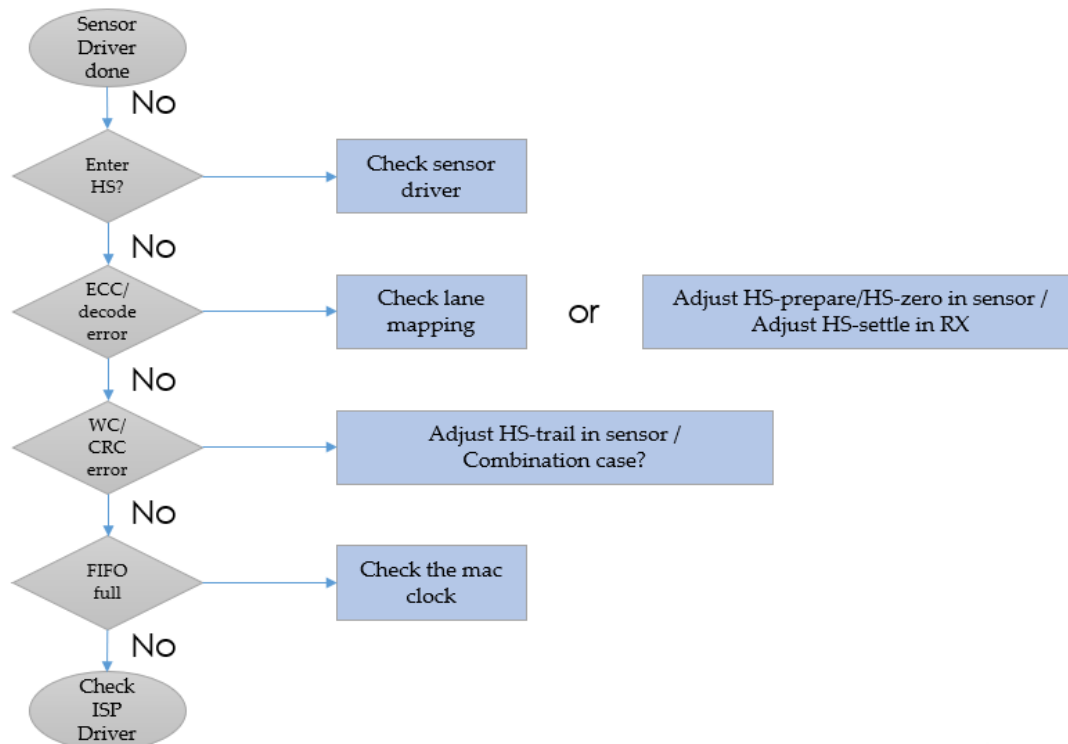 Sensor
Driver
done
No
Enter
HS?
Check sensor
driver
No
ECC/
decode
error
Check lane
mapping
or
Adjust HS-prepare/HS-zero in sensor /
Adjust HS-settle in RX
No
WC/
CRC
error
Adjust HS-trail in sensor /
Combination case?
No
FIFO
full
Check the mac
clock
No
Check
ISP
Driver